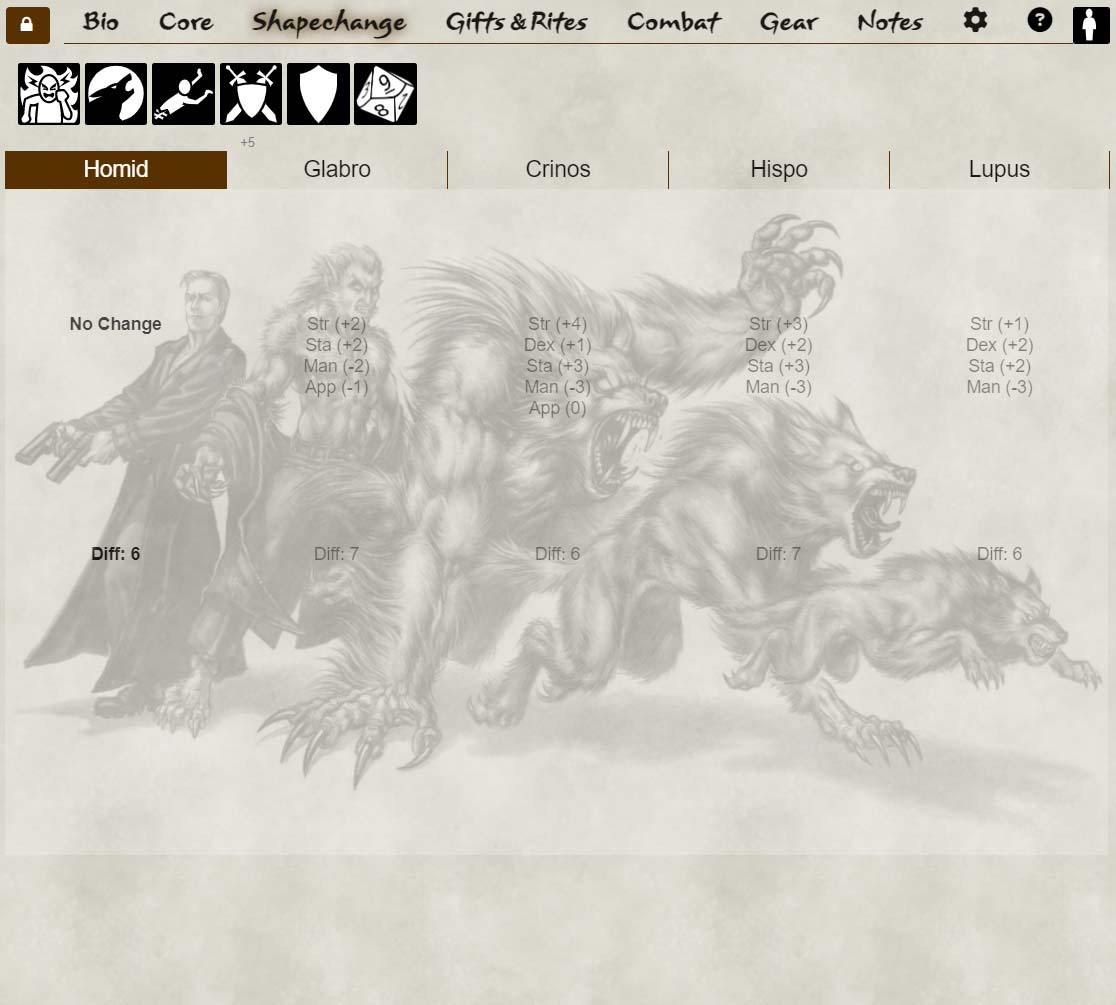 Bio Core Shapechange Gifts & Rites Combat Gear Notes ?
9 8
+5
Homid Glabro Crinos Hispo Lupus
No Change Str (+2) Str (+4) Str (+3) Str (+1)
Sta (+2) Dex (+1) Dex (+2) Dex (+2)
Man (-2) Sta (+3) Sta (+3) Sta (+2)
App (-1) Man (-3) Man (-3) Man (-3)
App (0)
Diff: 6 Diff: 7 Diff: 6 Diff: 7 Diff: 6